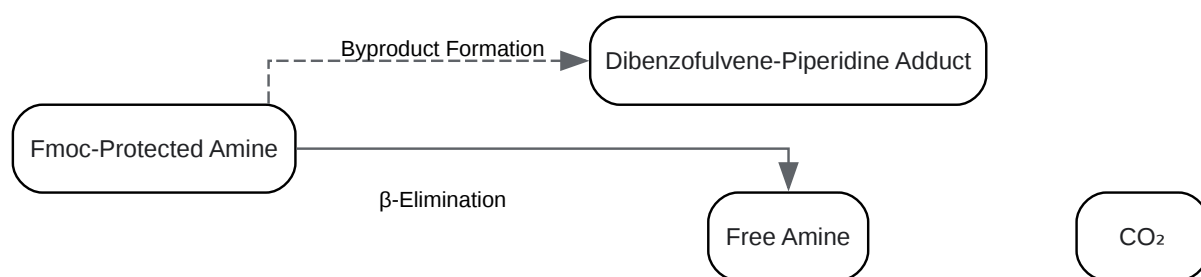 Byproduct Formation
Dibenzofulvene-Piperidine Adduct
Fmoc-Protected Amine
β-Elimination
Free Amine
CO₂